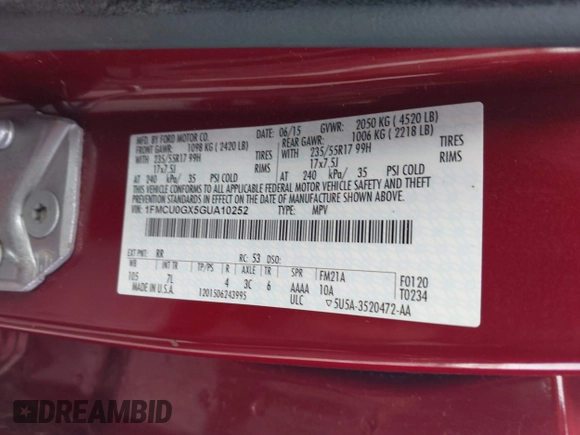 MFD. BY FORD MOTOR CO.
DATE: 06/15 GVWR: 2050 KG ( 4520 LB)
FRONT GAWR: 1098 KG ( 2420 LB) REAR GAWR: 1006 KG ( 2218 LB)
WITH 235/55R17 99H TIRES WITH 235/55R17 99H TIRES
17x7.5J 17x7.5J
AT 240 kPa/ 35 PSI COLD AT 240 kPa/ 35 PSI COLD
THIS VEHICLE CONFORMS TO ALL APPLICABLE FEDERAL MOTOR VEHICLE SAFETY AND THEFT
PREVENTION STANDARDS IN EFFECT ON THE DATE OF MANUFACTURE SHOWN ABOVE.
VIN: 1FMCU0GX5GUA10252 TYPE: MPV
EXT PNT: RR RC: 53 DSO:
WB INT TR TP/PS R AXLE TR SPR FM21A F0120
105 7L 4 3C 6 AAAA 10A T0234
MADE IN U.S.A. 1201506243995 ULC ▽5U5A-3520472-AA
DREAMBID